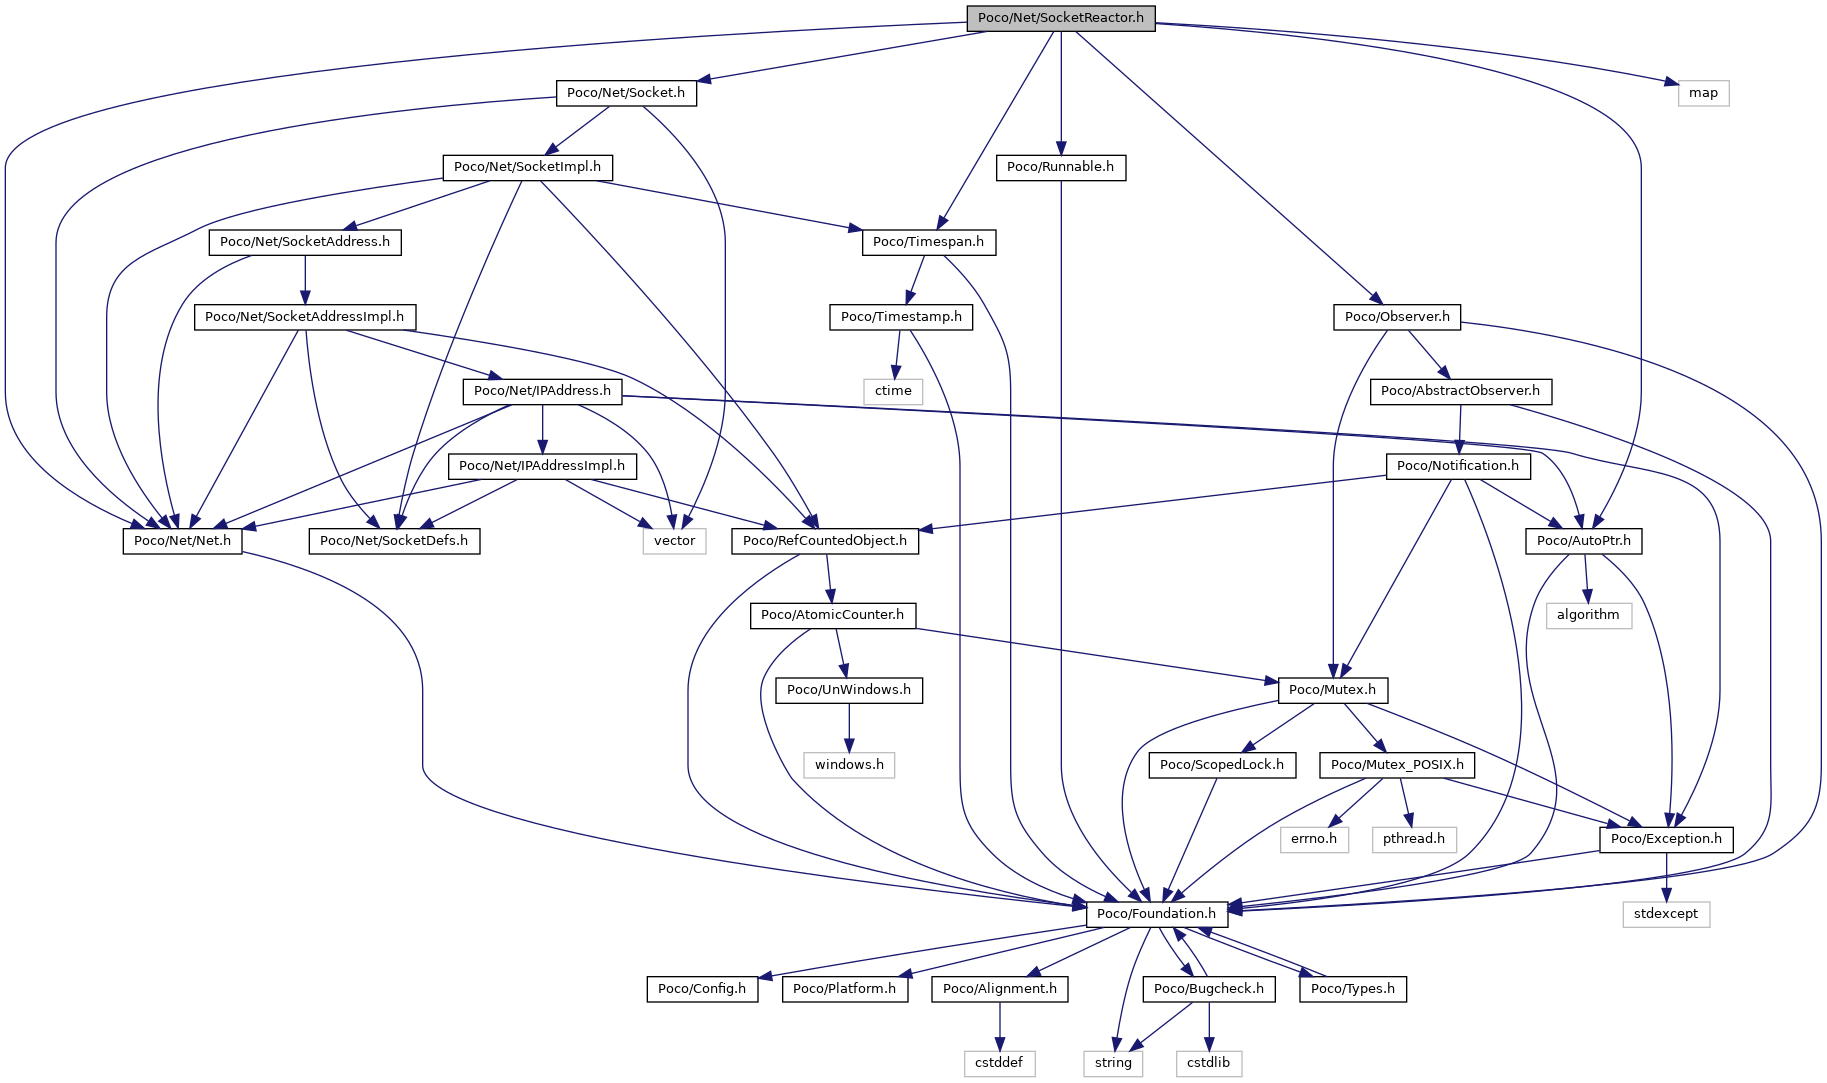 Poco/Net/SocketReactor.h
Poco/Net/Socket.h
map
Poco/Net/SocketImpl.h
Poco/Runnable.h
Poco/Net/SocketAddress.h
Poco/Timespan.h
Poco/Net/SocketAddressImpl.h
Poco/Timestamp.h
Poco/Observer.h
Poco/Net/IPAddress.h
ctime
Poco/AbstractObserver.h
Poco/Net/IPAddressImpl.h
Poco/Notification.h
Poco/Net/Net.h
Poco/Net/SocketDefs.h
vector
Poco/RefCountedObject.h
Poco/AutoPtr.h
Poco/AtomicCounter.h
algorithm
Poco/UnWindows.h
Poco/Mutex.h
windows.h
Poco/ScopedLock.h
Poco/Mutex_POSIX.h
errno.h
pthread.h
Poco/Exception.h
Poco/Foundation.h
stdexcept
Poco/Config.h
Poco/Platform.h
Poco/Alignment.h
Poco/Bugcheck.h
Poco/Types.h
cstddef
string
cstdlib